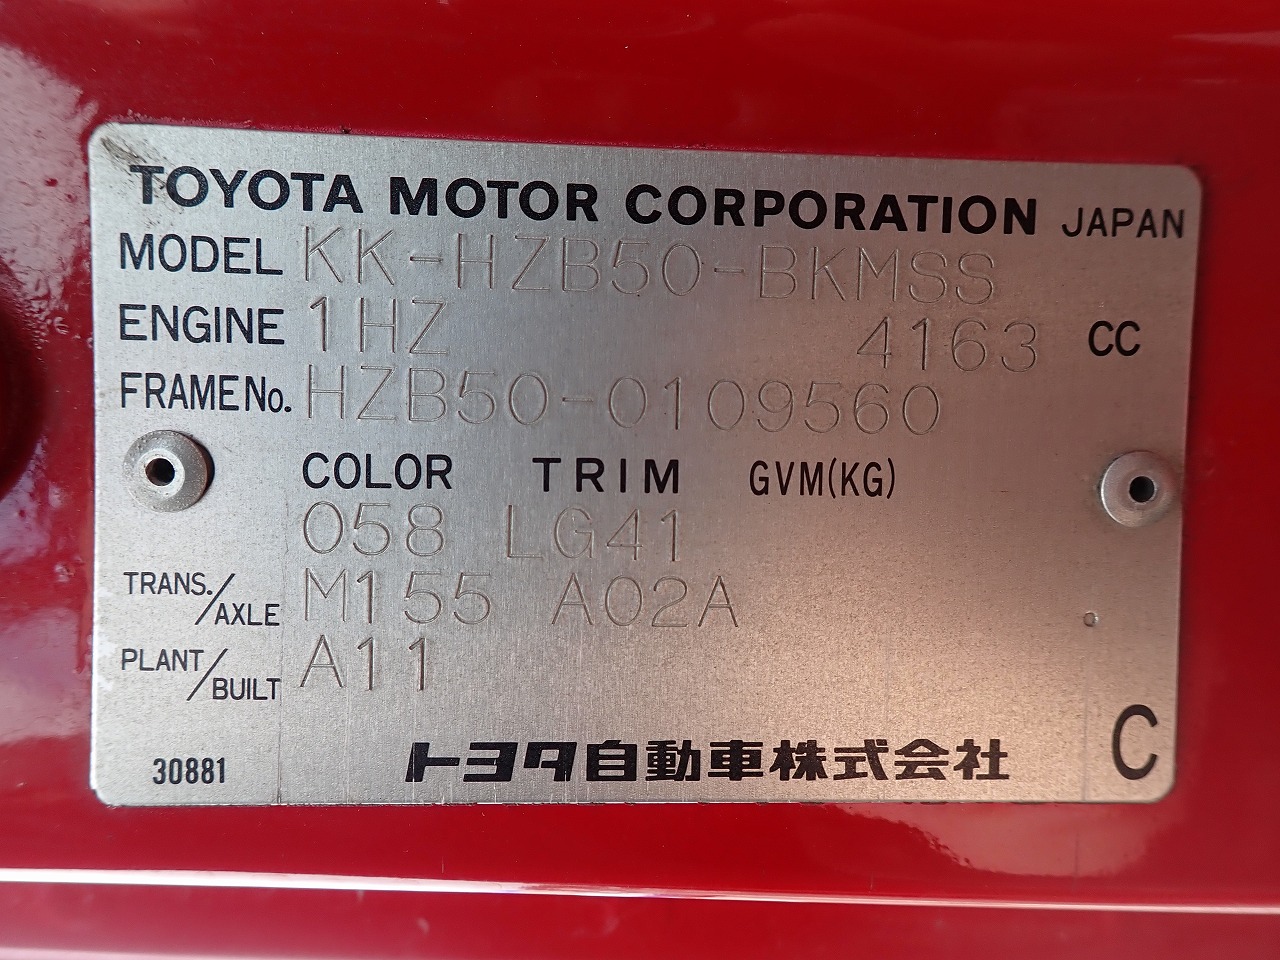 TOYOTA MOTOR CORPORATION JAPAN
MODEL KK-HZB50-BKMSS
ENGINE 1HZ 4163 CC
FRAME No. HZB50-0109560
COLOR TRIM GVM(KG)
058 LG41
TRANS./AXLE M155 A02A
PLANT/BUILT A11
30881 トヨタ自動車株式会社 C